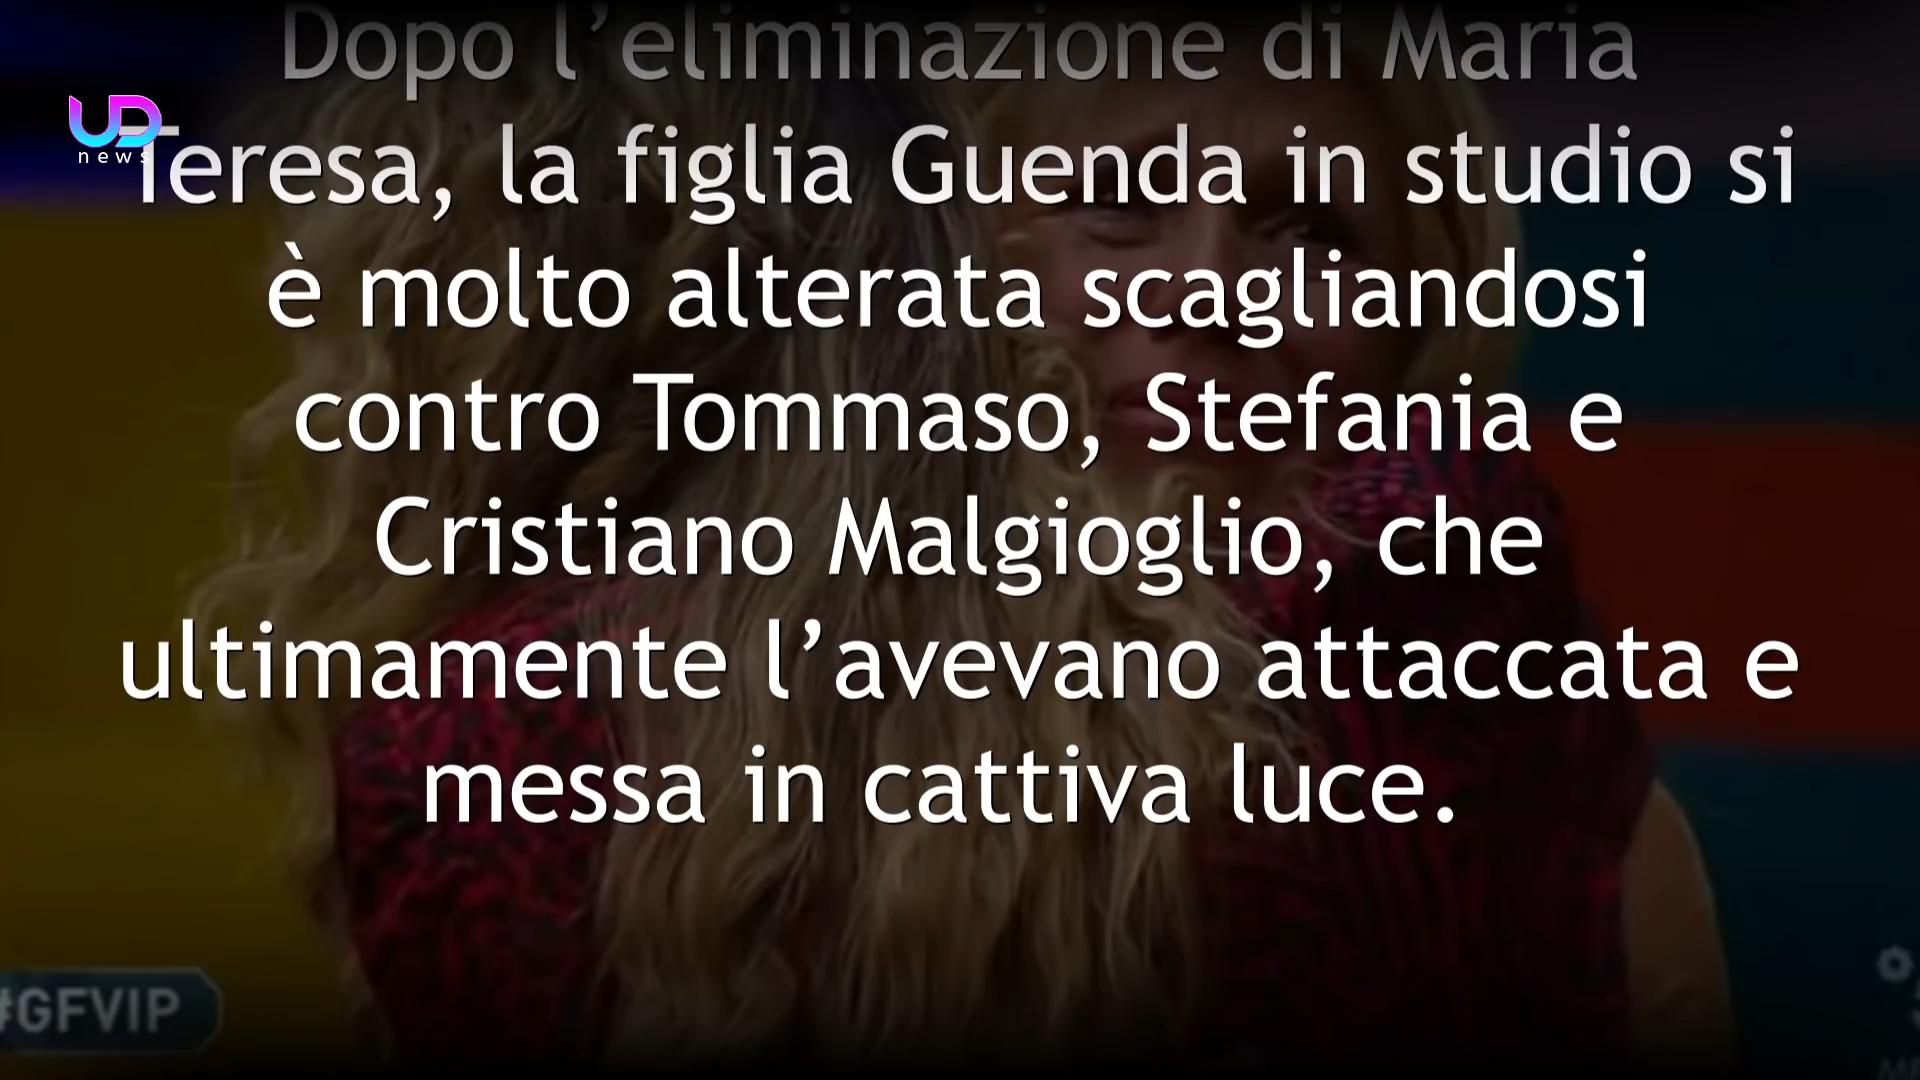 Dopo l’eliminazione di Maria
UD
news
Teresa, la figlia Guenda in studio si
è molto alterata scagliandosi
contro Tommaso, Stefania e
Cristiano Malgioglio, che
ultimamente l’avevano attaccata e
messa in cattiva luce.
#GFVIP